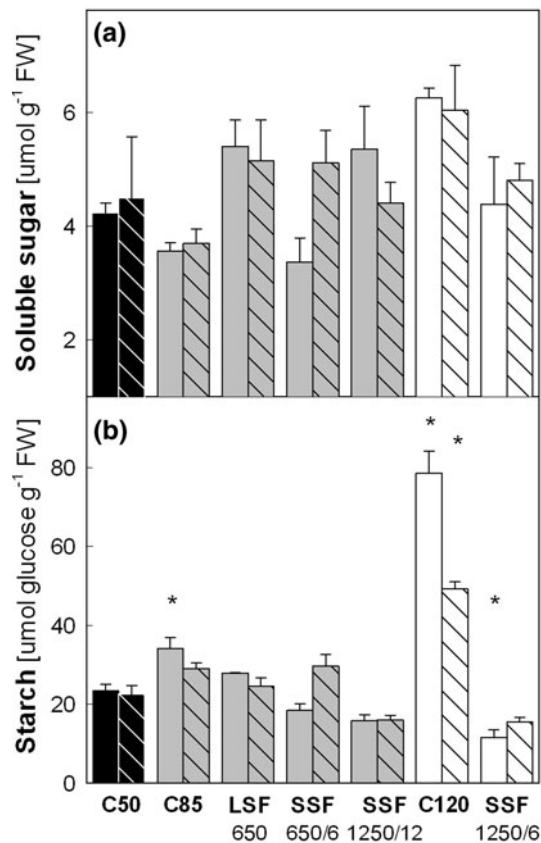 (a)
Soluble sugar [umol g⁻¹ FW]
6
4
2
(b)
Starch [umol glucose g⁻¹ FW]
80
60
40
20
0
*
*
*
*
C50 C85 LSF SSF SSF C120 SSF
650 650/6 1250/12 1250/6